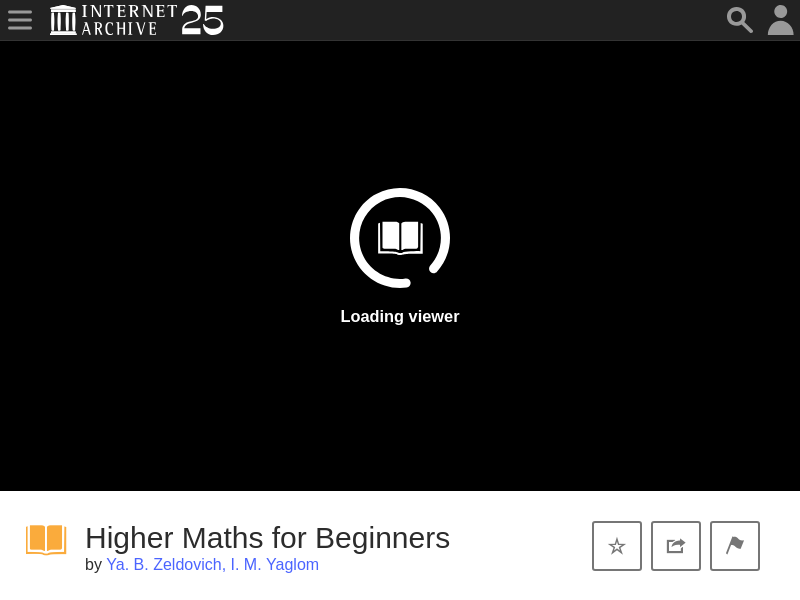 INTERNET
ARCHIVE 25
Loading viewer
Higher Maths for Beginners
by Ya. B. Zeldovich, I. M. Yaglom